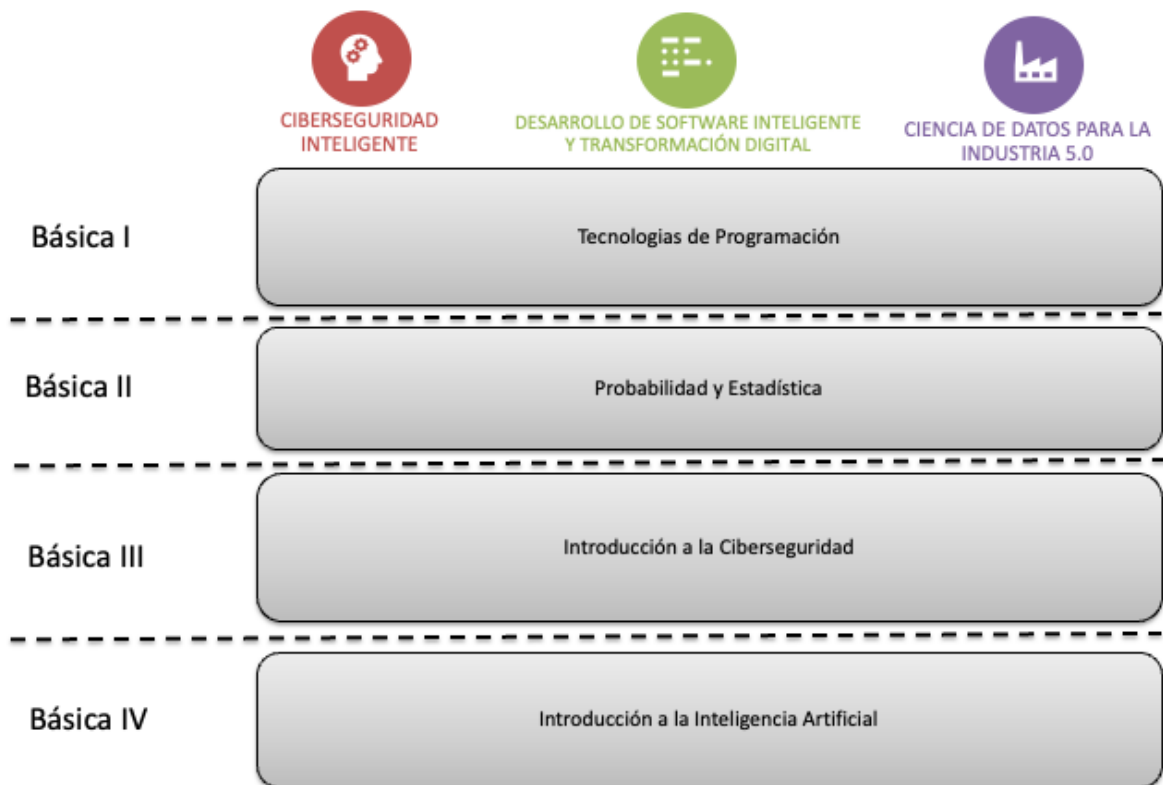 CIBERSEGURIDAD
INTELIGENTE
DESARROLLO DE SOFTWARE INTELIGENTE
Y TRANSFORMACIÓN DIGITAL
CIENCIA DE DATOS PARA LA
INDUSTRIA 5.0
Básica I
Tecnologias de Programación
Básica II
Probabilidad y Estadística
Básica III
Introducción a la Ciberseguridad
Básica IV
Introducción a la Inteligencia Artificial